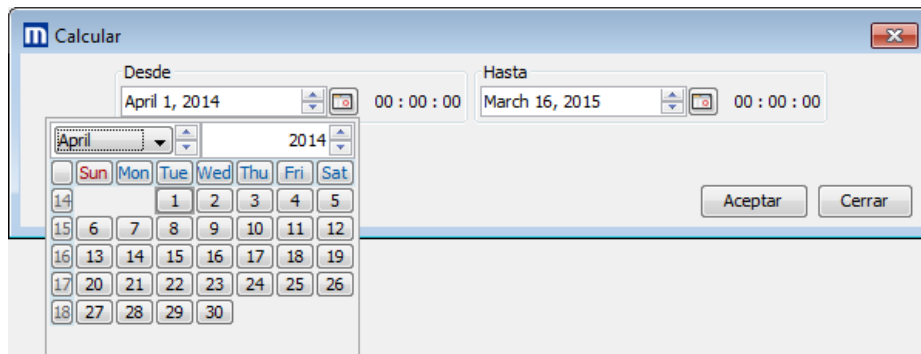 Calcular
Desde Hasta
April 1, 2014 00 : 00 : 00 March 16, 2015 00 : 00 : 00
April 2014
Sun Mon Tue Wed Thu Fri Sat
14 1 2 3 4 5
Aceptar Cerrar
15 6 7 8 9 10 11 12
16 13 14 15 16 17 18 19
17 20 21 22 23 24 25 26
18 27 28 29 30